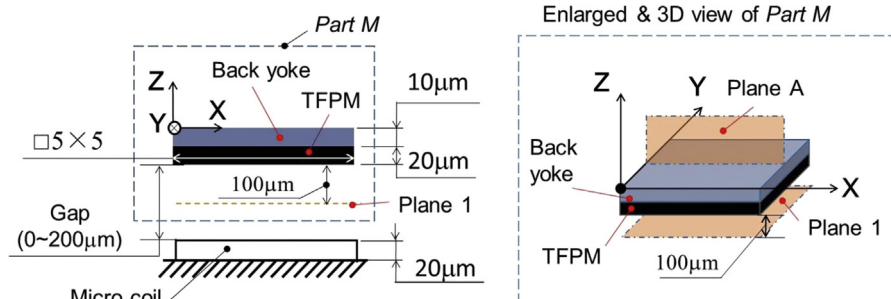 Part M
Z
Back yoke
X
TFPM
Y
10μm
□5×5
20μm
100μm
Plane 1
Gap
(0~200μm)
20μm
Micro coil
Enlarged & 3D view of Part M
Z
Y
Plane A
Back
yoke
X
TFPM
Plane 1
100μm